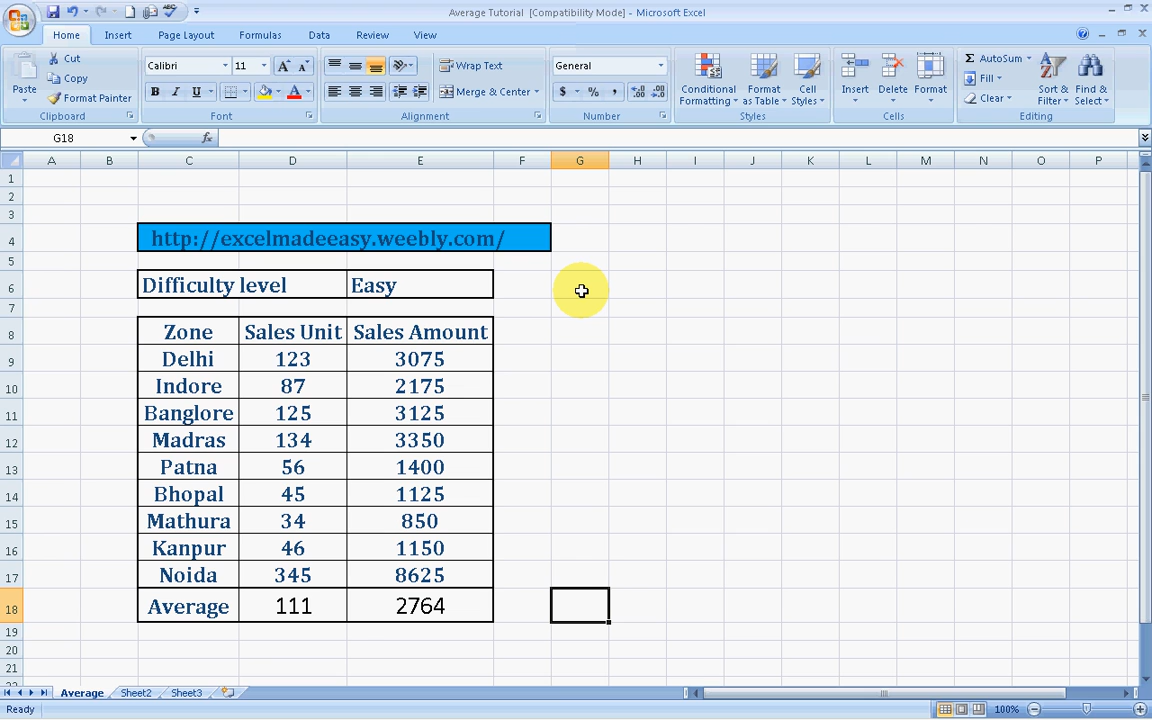 Average Tutorial [Compatibility Mode] - Microsoft Excel
Home Insert Page Layout Formulas Data Review View
Paste
Cut
Copy
Format Painter
Clipboard
Calibri 11
B I U
Font
Wrap Text
Merge & Center
Alignment
General
$ % ,
Number
Conditional Formatting
Format as Table
Cell Styles
Styles
Insert Delete Format
Cells
Σ AutoSum
Fill
Clear
Sort & Filter
Find & Select
Editing
G18 fx
A B C D E F G H I J K L M N O P
1
2
3
4 http://excelmadeeasy.weebly.com/
5
6 Difficulty level Easy
7
8 Zone Sales Unit Sales Amount
9 Delhi 123 3075
10 Indore 87 2175
11 Banglore 125 3125
12 Madras 134 3350
13 Patna 56 1400
14 Bhopal 45 1125
15 Mathura 34 850
16 Kanpur 46 1150
17 Noida 345 8625
18 Average 111 2764
19
20
21
Average Sheet2 Sheet3
Ready 100%